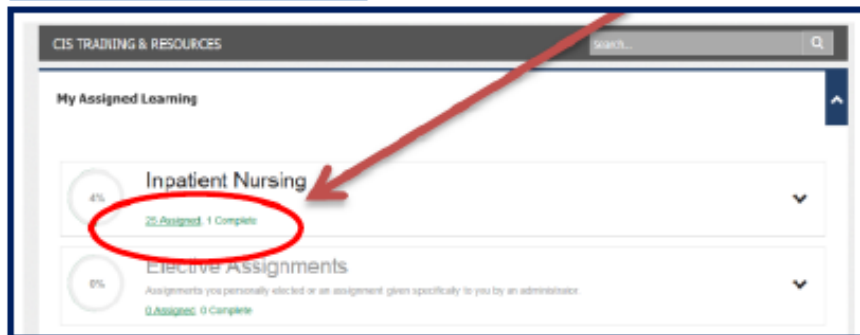 CIS TRAINING & RESOURCES
Search...
My Assigned Learning
4%
Inpatient Nursing
25 Assigned, 1 Complete
0%
Elective Assignments
Assignments you personally elected or an assignment given specifically to you by an administrator.
0 Assigned, 0 Complete